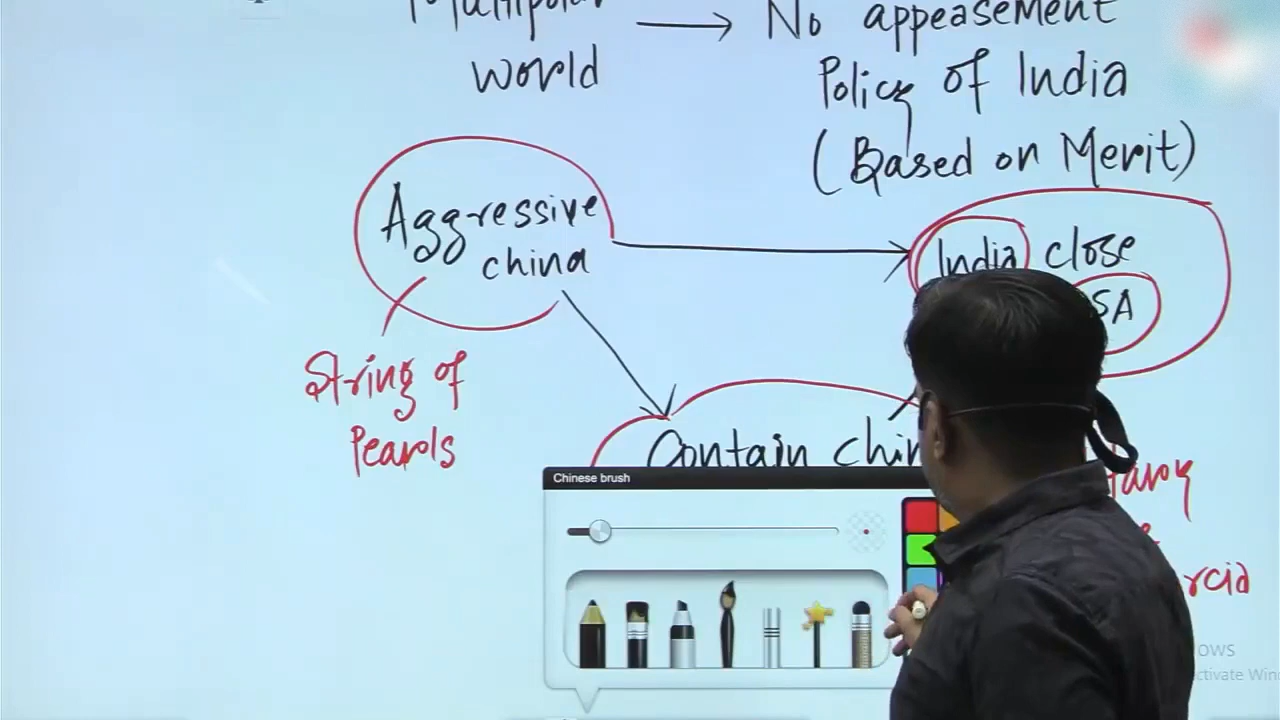 Multipolar
world
No appeasement
Policy of India
(Based on Merit)
Aggressive
china
India close
SA
String of
Pearls
Contain
Chinese brush